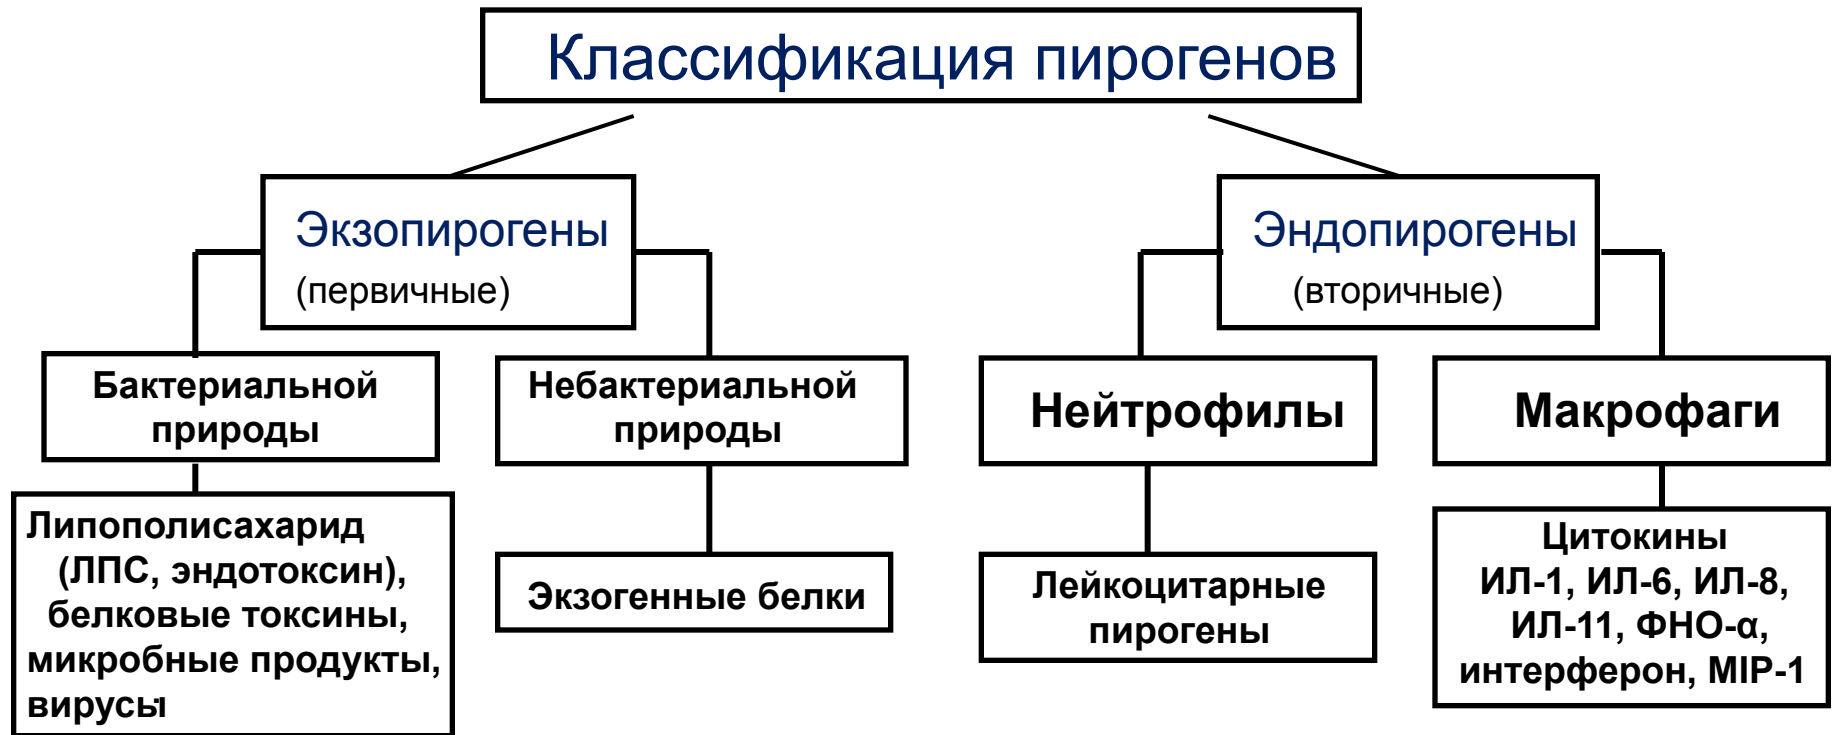 Классификация пирогенов
Экзопирогены
(первичные)
Эндопирогены
(вторичные)
Бактериальной
природы
Небактериальной
природы
Нейтрофилы
Макрофаги
Липополисахарид
(ЛПС, эндотоксин),
белковые токсины,
микробные продукты,
вирусы
Экзогенные белки
Лейкоцитарные
пирогены
Цитокины
ИЛ-1, ИЛ-6, ИЛ-8,
ИЛ-11, ФНО-α,
интерферон, MIP-1